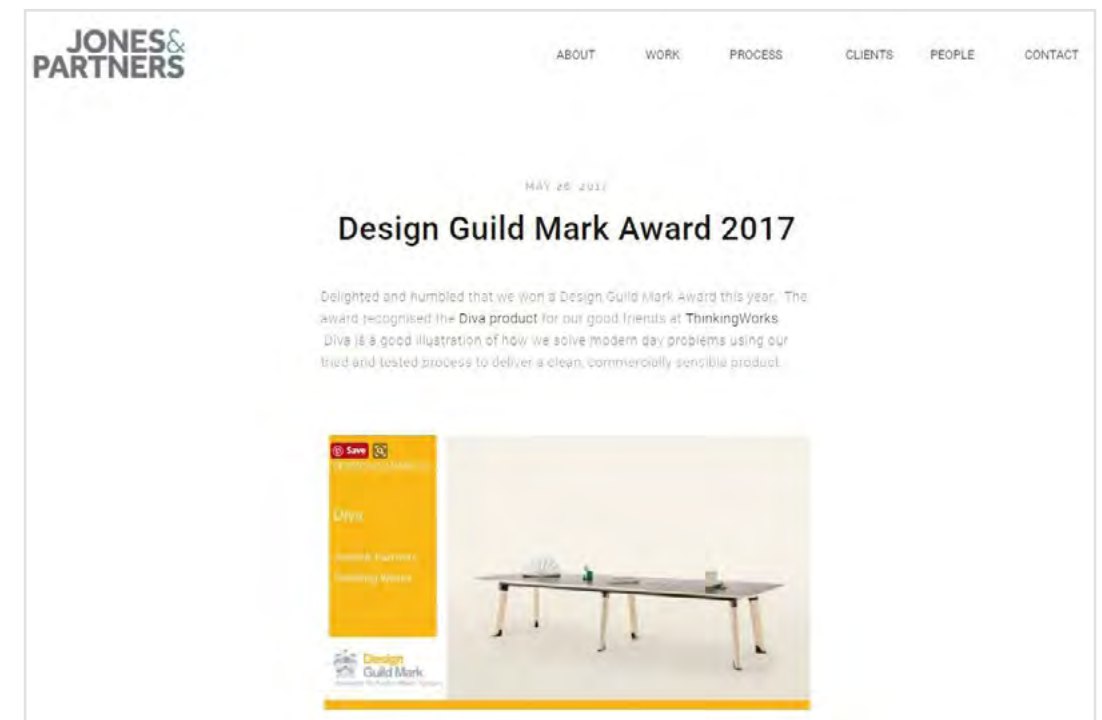 JONES&
PARTNERS
ABOUT WORK PROCESS CLIENTS PEOPLE CONTACT
MAY 26, 2017
Design Guild Mark Award 2017
Delighted and humbled that we won a Design Guild Mark Award this year. The
award recognised the Diva product for our good friends at ThinkingWorks.
Diva is a good illustration of how we solve modern day problems using our
tried and tested process to deliver a clean, commercially sensible product.
Save
Diva
Partners
Thinking Works
Design
Guild Mark